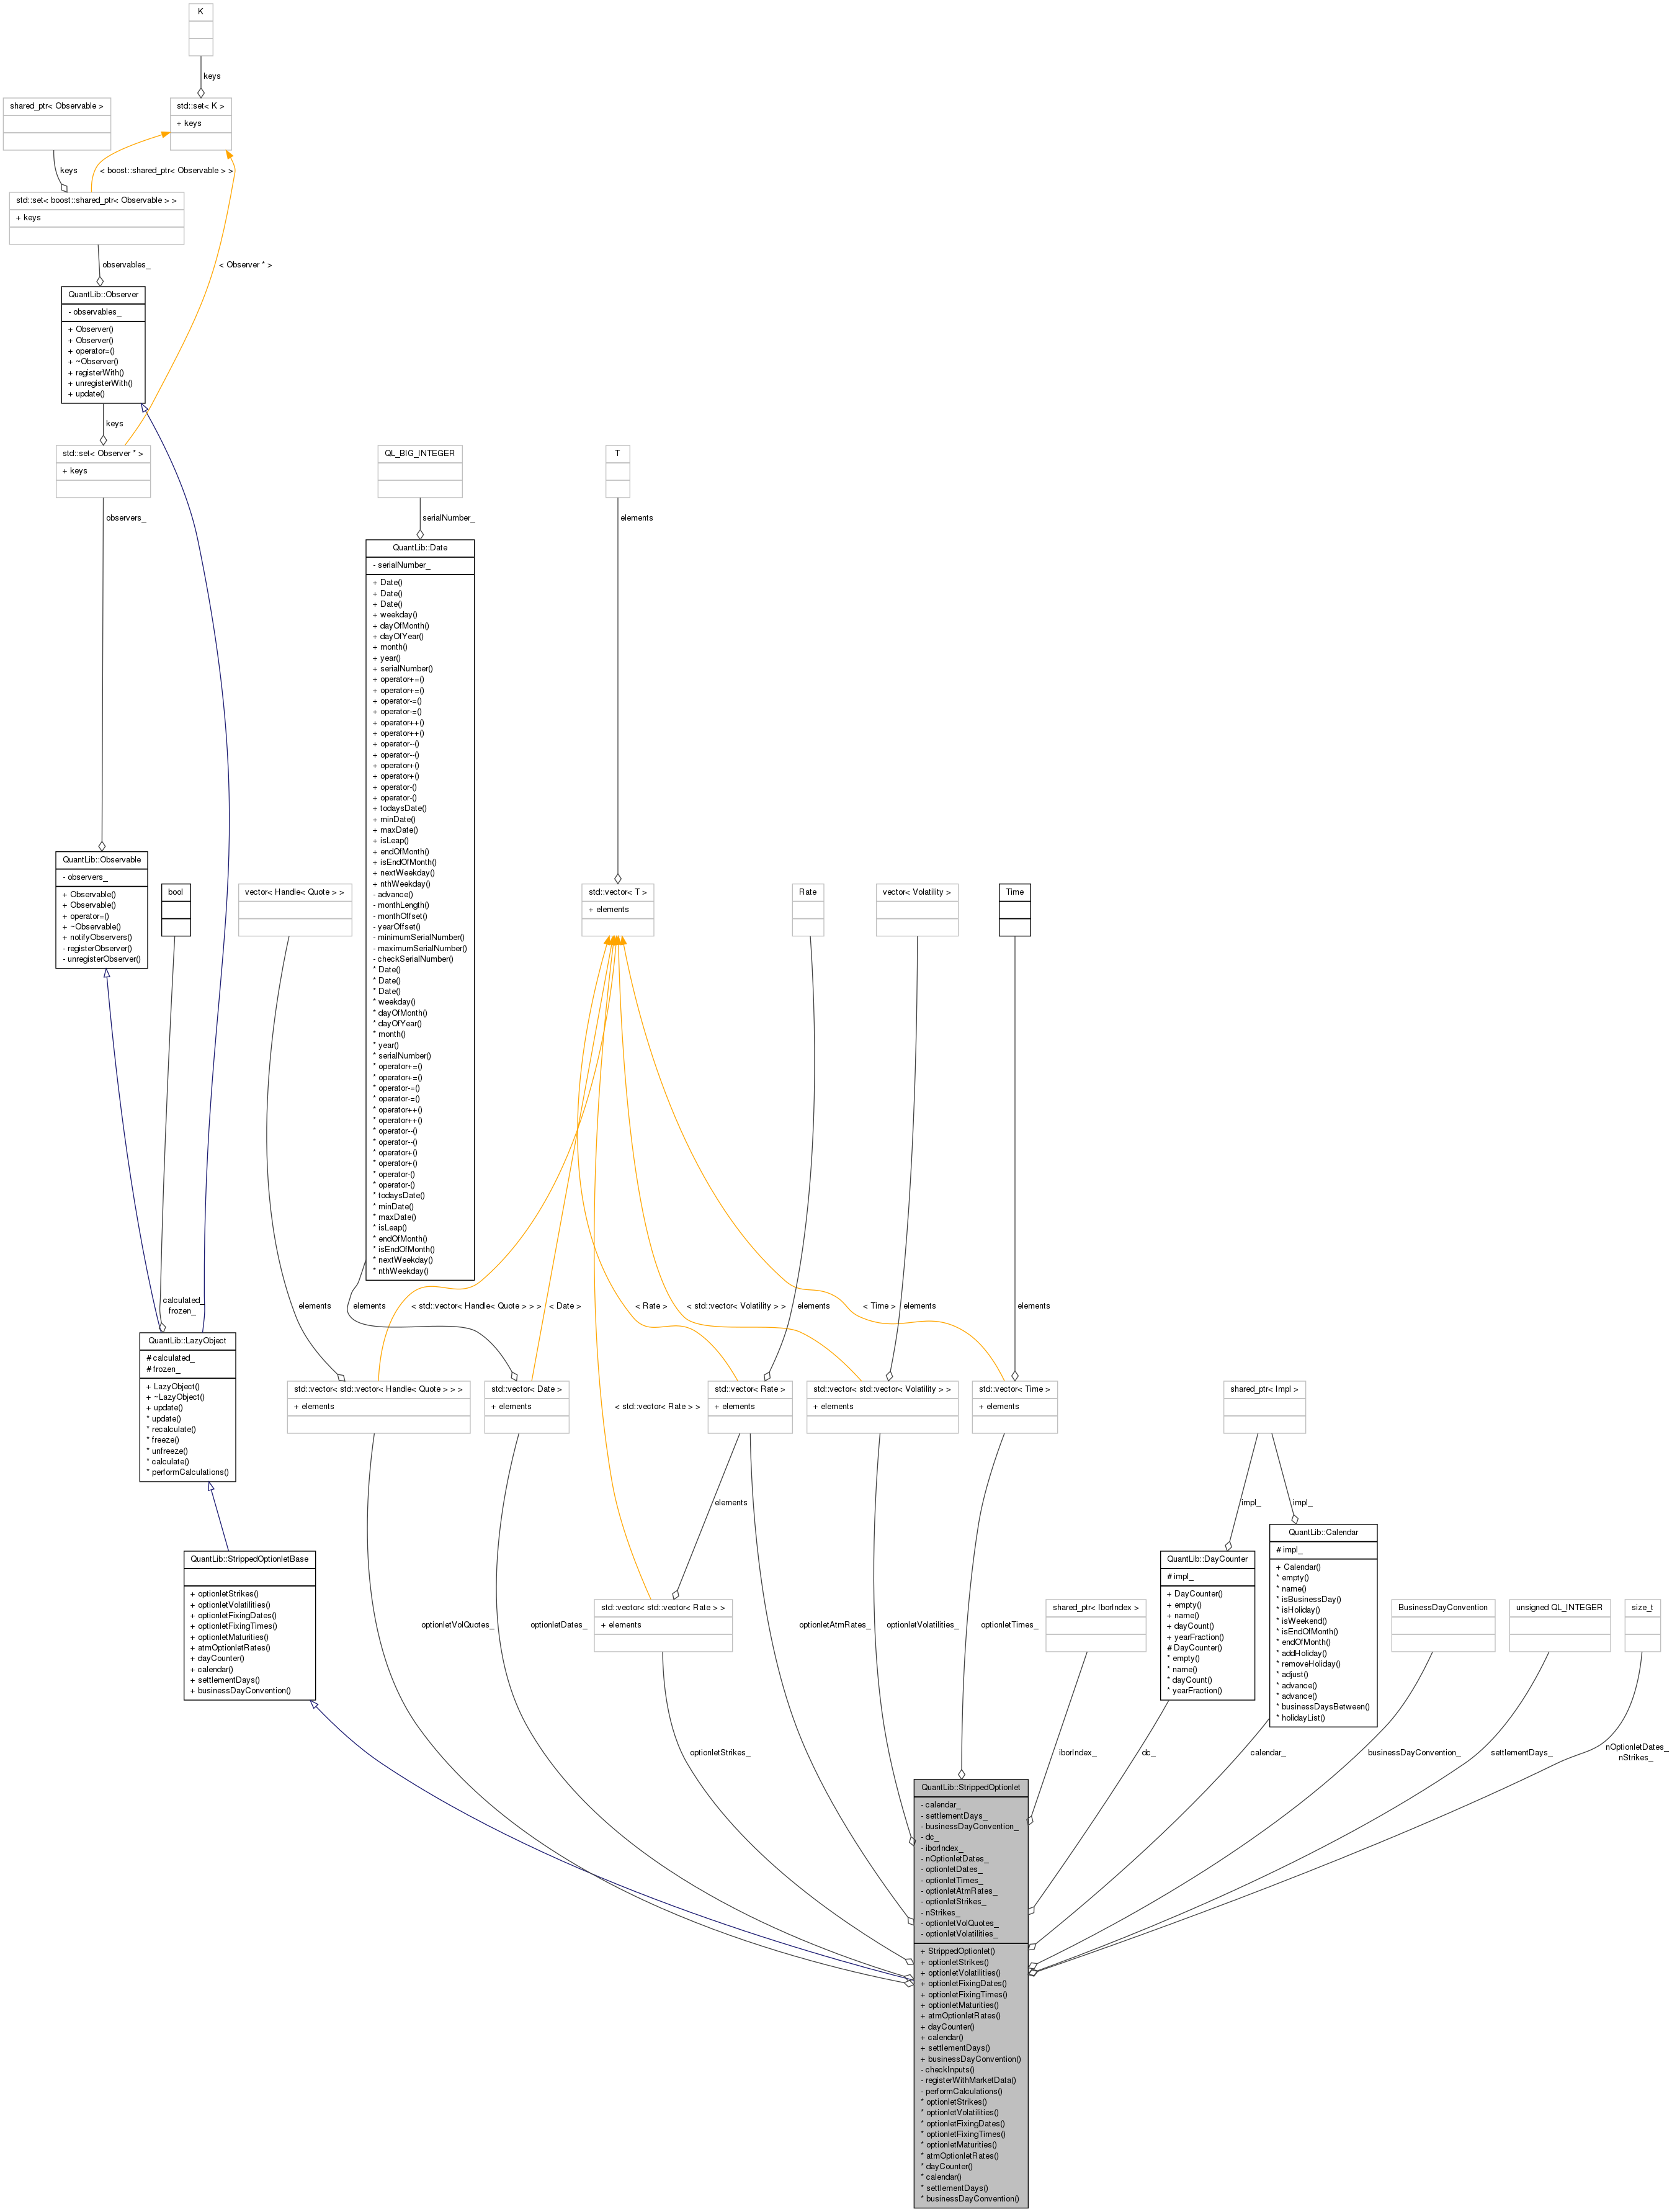 K
keys
shared_ptr< Observable >
std::set< K >
+ keys
keys
< boost::shared_ptr< Observable > >
std::set< boost::shared_ptr< Observable > >
+ keys
observables_
< Observer * >
QuantLib::Observer
- observables_
+ Observer()
+ Observer()
+ operator=()
+ ~Observer()
+ registerWith()
+ unregisterWith()
+ update()
keys
std::set< Observer * >
+ keys
QL_BIG_INTEGER
T
observers_
serialNumber_
elements
QuantLib::Date
- serialNumber_
+ Date()
+ Date()
+ Date()
+ weekday()
+ dayOfMonth()
+ dayOfYear()
+ month()
+ year()
+ serialNumber()
+ operator+=()
+ operator+=()
+ operator-=()
+ operator-=()
+ operator++()
+ operator++()
+ operator--()
+ operator--()
+ operator+()
+ operator+()
+ operator-()
+ operator-()
+ todaysDate()
+ minDate()
+ maxDate()
+ isLeap()
+ endOfMonth()
+ isEndOfMonth()
+ nextWeekday()
+ nthWeekday()
- advance()
- monthLength()
- monthOffset()
- yearOffset()
- minimumSerialNumber()
- maximumSerialNumber()
- checkSerialNumber()
* Date()
* Date()
* Date()
* weekday()
* dayOfMonth()
* dayOfYear()
* month()
* year()
* serialNumber()
* operator+=()
* operator+=()
* operator-=()
* operator-=()
* operator++()
* operator++()
* operator--()
* operator--()
* operator+()
* operator+()
* operator-()
* operator-()
* todaysDate()
* minDate()
* maxDate()
* isLeap()
* endOfMonth()
* isEndOfMonth()
* nextWeekday()
* nthWeekday()
QuantLib::Observable
- observers_
+ Observable()
+ Observable()
+ operator=()
+ ~Observable()
+ notifyObservers()
- registerObserver()
- unregisterObserver()
bool
vector< Handle< Quote > >
std::vector< T >
+ elements
Rate
vector< Volatility >
Time
calculated_
frozen_
elements
elements
< std::vector< Handle< Quote > > >
< Date >
< Rate >
< std::vector< Volatility > >
elements
< Time >
elements
elements
QuantLib::LazyObject
# calculated_
# frozen_
+ LazyObject()
+ ~LazyObject()
+ update()
* update()
* recalculate()
* freeze()
* unfreeze()
* calculate()
* performCalculations()
std::vector< std::vector< Handle< Quote > > >
+ elements
std::vector< Date >
+ elements
< std::vector< Rate > >
std::vector< Rate >
+ elements
std::vector< std::vector< Volatility > >
+ elements
std::vector< Time >
+ elements
shared_ptr< Impl >
elements
impl_
impl_
QuantLib::StrippedOptionletBase
+ optionletStrikes()
+ optionletVolatilities()
+ optionletFixingDates()
+ optionletFixingTimes()
+ optionletMaturities()
+ atmOptionletRates()
+ dayCounter()
+ calendar()
+ settlementDays()
+ businessDayConvention()
optionletVolQuotes_
optionletDates_
std::vector< std::vector< Rate > >
+ elements
optionletAtmRates_
optionletVolatilities_
optionletTimes_
shared_ptr< IborIndex >
QuantLib::DayCounter
# impl_
+ DayCounter()
+ empty()
+ name()
+ dayCount()
+ yearFraction()
# DayCounter()
* empty()
* name()
* dayCount()
* yearFraction()
QuantLib::Calendar
# impl_
+ Calendar()
* empty()
* name()
* isBusinessDay()
* isHoliday()
* isWeekend()
* isEndOfMonth()
* endOfMonth()
* addHoliday()
* removeHoliday()
* adjust()
* advance()
* advance()
* businessDaysBetween()
* holidayList()
BusinessDayConvention
unsigned QL_INTEGER
size_t
optionletStrikes_
iborIndex_
dc_
calendar_
businessDayConvention_
settlementDays_
nOptionletDates_
nStrikes_
QuantLib::StrippedOptionlet
- calendar_
- settlementDays_
- businessDayConvention_
- dc_
- iborIndex_
- nOptionletDates_
- optionletDates_
- optionletTimes_
- optionletAtmRates_
- optionletStrikes_
- nStrikes_
- optionletVolQuotes_
- optionletVolatilities_
+ StrippedOptionlet()
+ optionletStrikes()
+ optionletVolatilities()
+ optionletFixingDates()
+ optionletFixingTimes()
+ optionletMaturities()
+ atmOptionletRates()
+ dayCounter()
+ calendar()
+ settlementDays()
+ businessDayConvention()
- checkInputs()
- registerWithMarketData()
- performCalculations()
* optionletStrikes()
* optionletVolatilities()
* optionletFixingDates()
* optionletFixingTimes()
* optionletMaturities()
* atmOptionletRates()
* dayCounter()
* calendar()
* settlementDays()
* businessDayConvention()